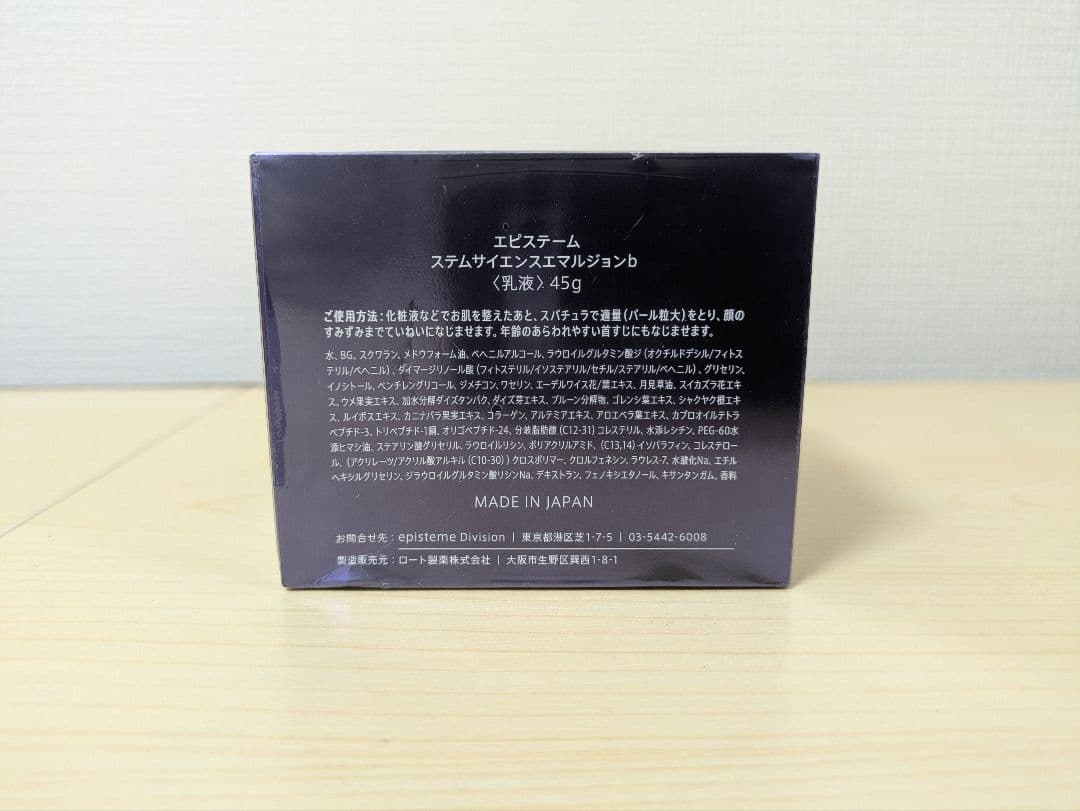 エピステーム
ステムサイエンスエマルジョンb
〈乳液〉 45g
ご使用方法：化粧液などでお肌を整えたあと、スパチュラで適量（パール粒大）をとり、顔の
すみずみまでていねいになじませます。年齢のあらわれやすい首すじにもなじませます。
水、BG、スクワラン、メドウフォーム油、ベヘニルアルコール、ラウロイルグルタミン酸ジ（オクチルドデシル/フィトス
テリル/ベヘニル）、ダイマージリノール酸（フィトステリル/イソステアリル/セチル/ステアリル/ベヘニル）、グリセリン、
イノシトール、ペンチレングリコール、ジメチコン、ワセリン、エーデルワイス花/葉エキス、月見草油、スイカズラ花エキ
ス、ウメ果実エキス、加水分解ダイズタンパク、ダイズ芽エキス、プルーン分解物、ゴレンシ葉エキス、シャクヤク根エキ
ス、ルイボスエキス、カニナバラ果実エキス、コラーゲン、アルテミアエキス、アロエベラ葉エキス、カプロオイルテトラ
ペプチド-3、トリペプチド-1銅、オリゴペプチド-24、分岐脂肪酸（C12-31）コレステリル、水添レシチン、PEG-60水
添ヒマシ油、ステアリン酸グリセリル、ラウロイルリシン、ポリアクリルアミド、（C13,14）イソパラフィン、コレステロー
ル、（アクリレーツ/アクリル酸アルキル（C10-30））クロスポリマー、クロルフェネシン、ラウレス-7、水酸化Na、エチル
ヘキシルグリセリン、ジラウロイルグルタミン酸リシンNa、デキストラン、フェノキシエタノール、キサンタンガム、香料
MADE IN JAPAN
お問合せ先：episteme Division | 東京都港区芝1-7-5 | 03-5442-6008
製造販売元：ロート製薬株式会社 | 大阪市生野区巽西1-8-1